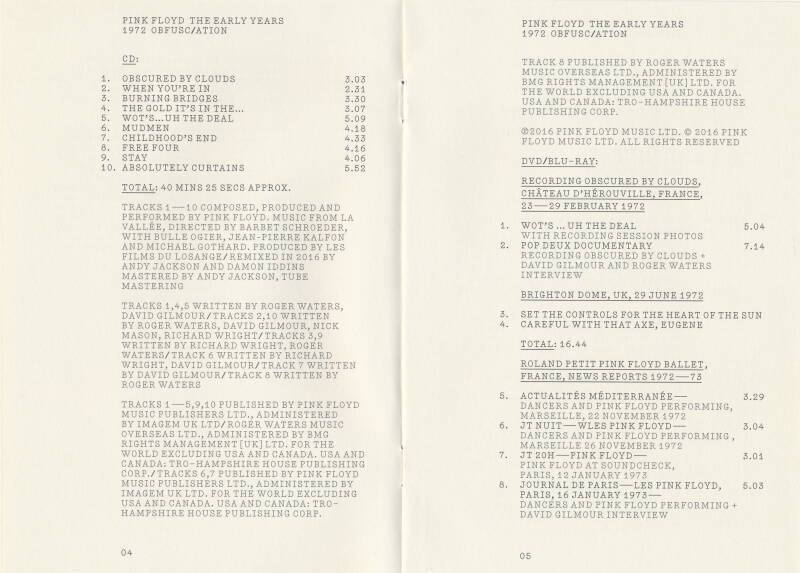 PINK FLOYD THE EARLY YEARS
1972 OBFUSC/ATION
CD:
1. OBSCURED BY CLOUDS 3.03
2. WHEN YOU'RE IN 2.31
3. BURNING BRIDGES 3.30
4. THE GOLD IT'S IN THE... 3.07
5. WOT'S...UH THE DEAL 5.09
6. MUDMEN 4.18
7. CHILDHOOD'S END 4.33
8. FREE FOUR 4.16
9. STAY 4.06
10. ABSOLUTELY CURTAINS 5.52
TOTAL: 40 MINS 25 SECS APPROX.
TRACKS 1—10 COMPOSED, PRODUCED AND
PERFORMED BY PINK FLOYD. MUSIC FROM LA
VALLÉE, DIRECTED BY BARBET SCHROEDER,
WITH BULLE OGIER, JEAN-PIERRE KALFON
AND MICHAEL GOTHARD. PRODUCED BY LES
FILMS DU LOSANGE/REMIXED IN 2016 BY
ANDY JACKSON AND DAMON IDDINS
MASTERED BY ANDY JACKSON, TUBE
MASTERING
TRACKS 1,4,5 WRITTEN BY ROGER WATERS,
DAVID GILMOUR/TRACKS 2,10 WRITTEN
BY ROGER WATERS, DAVID GILMOUR, NICK
MASON, RICHARD WRIGHT/TRACKS 3,9
WRITTEN BY RICHARD WRIGHT, ROGER
WATERS/TRACK 6 WRITTEN BY RICHARD
WRIGHT, DAVID GILMOUR/TRACK 7 WRITTEN
BY DAVID GILMOUR/TRACK 8 WRITTEN BY
ROGER WATERS
TRACKS 1—5,9,10 PUBLISHED BY PINK FLOYD
MUSIC PUBLISHERS LTD., ADMINISTERED
BY IMAGEM UK LTD/ROGER WATERS MUSIC
OVERSEAS LTD., ADMINISTERED BY BMG
RIGHTS MANAGEMENT [UK] LTD. FOR THE
WORLD EXCLUDING USA AND CANADA. USA AND
CANADA: TRO-HAMPSHIRE HOUSE PUBLISHING
CORP./TRACKS 6,7 PUBLISHED BY PINK FLOYD
MUSIC PUBLISHERS LTD., ADMINISTERED BY
IMAGEM UK LTD. FOR THE WORLD EXCLUDING
USA AND CANADA. USA AND CANADA: TRO-
HAMPSHIRE HOUSE PUBLISHING CORP.
04
PINK FLOYD THE EARLY YEARS
1972 OBFUSC/ATION
TRACK 8 PUBLISHED BY ROGER WATERS
MUSIC OVERSEAS LTD., ADMINISTERED BY
BMG RIGHTS MANAGEMENT [UK] LTD. FOR
THE WORLD EXCLUDING USA AND CANADA.
USA AND CANADA: TRO-HAMPSHIRE HOUSE
PUBLISHING CORP.
℗2016 PINK FLOYD MUSIC LTD. © 2016 PINK
FLOYD MUSIC LTD. ALL RIGHTS RESERVED
DVD/BLU-RAY:
RECORDING OBSCURED BY CLOUDS,
CHÂTEAU D'HÉROUVILLE, FRANCE,
23—29 FEBRUARY 1972
1. WOT'S ... UH THE DEAL 5.04
WITH RECORDING SESSION PHOTOS
2. POP DEUX DOCUMENTARY 7.14
RECORDING OBSCURED BY CLOUDS +
DAVID GILMOUR AND ROGER WATERS
INTERVIEW
BRIGHTON DOME, UK, 29 JUNE 1972
3. SET THE CONTROLS FOR THE HEART OF THE SUN
4. CAREFUL WITH THAT AXE, EUGENE
TOTAL: 16.44
ROLAND PETIT PINK FLOYD BALLET,
FRANCE, NEWS REPORTS 1972—73
5. ACTUALITÉS MÉDITERRANÉE— 3.29
DANCERS AND PINK FLOYD PERFORMING,
MARSEILLE, 22 NOVEMBER 1972
6. JT NUIT—WLES PINK FLOYD— 3.04
DANCERS AND PINK FLOYD PERFORMING ,
MARSEILLE 26 NOVEMBER 1972
7. JT 20H—PINK FLOYD— 3.01
PINK FLOYD AT SOUNDCHECK,
PARIS, 12 JANUARY 1973
8. JOURNAL DE PARIS—LES PINK FLOYD, 5.03
PARIS, 16 JANUARY 1973—
DANCERS AND PINK FLOYD PERFORMING +
DAVID GILMOUR INTERVIEW
05